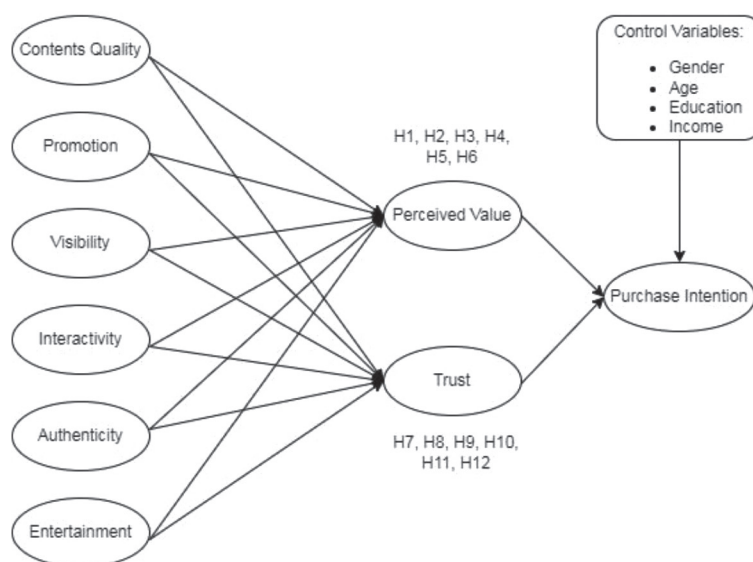 Contents Quality
Promotion
Visibility
Interactivity
Authenticity
Entertainment
H1, H2, H3, H4,
H5, H6
Perceived Value
Trust
H7, H8, H9, H10,
H11, H12
Control Variables:
• Gender
• Age
• Education
• Income
Purchase Intention